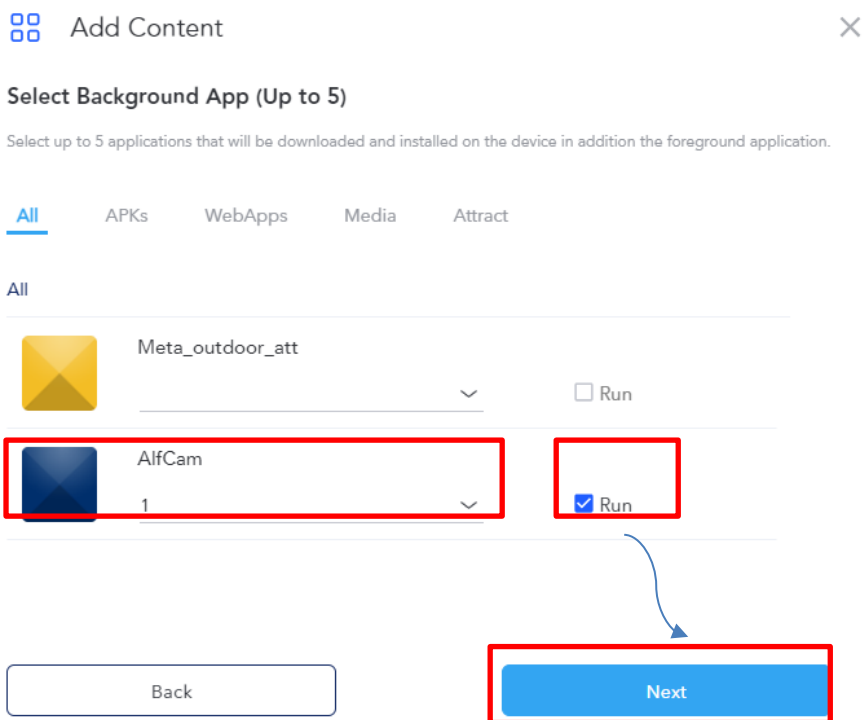 Add Content
Select Background App (Up to 5)
Select up to 5 applications that will be downloaded and installed on the device in addition the foreground application.
All APKs WebApps Media Attract
All
Meta_outdoor_att
Run
AlfCam
1 Run
Back Next